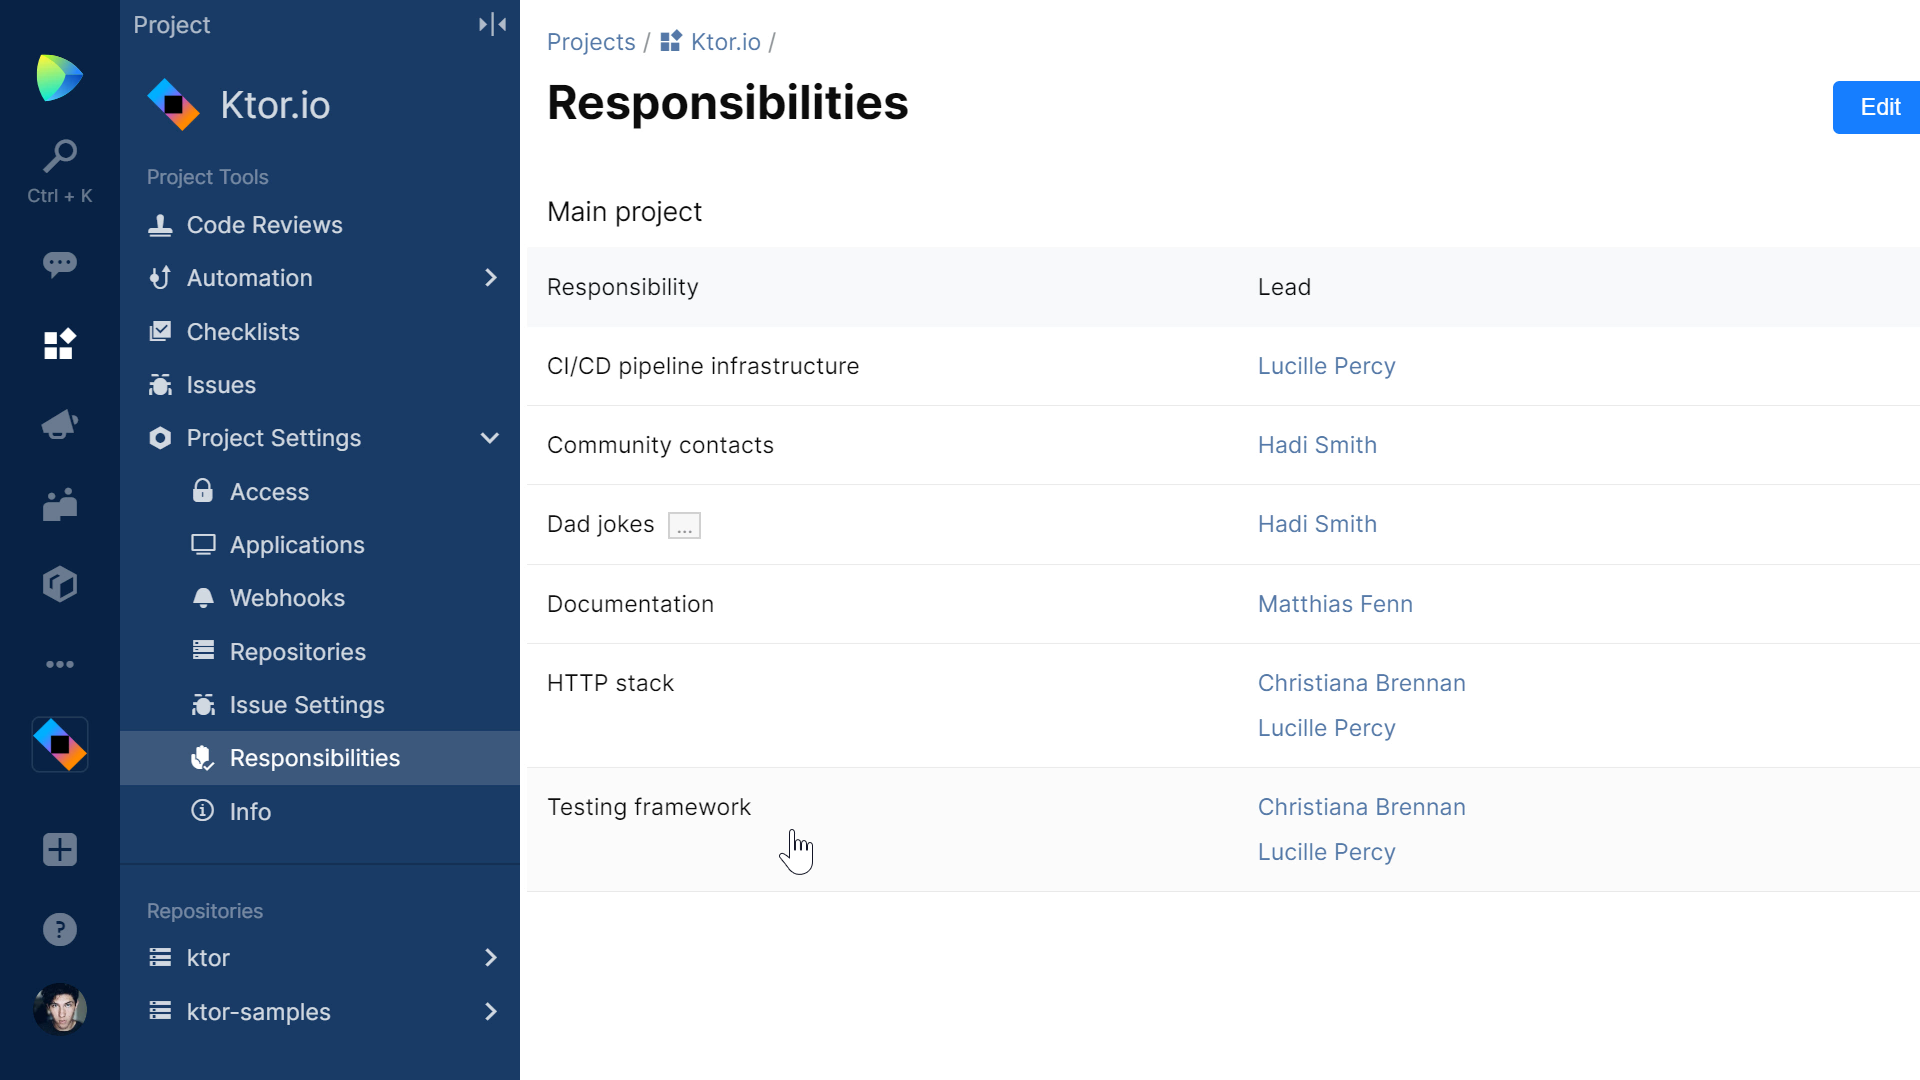 Project
Ktor.io
Ctrl + K
Project Tools
Code Reviews
Automation
Checklists
Issues
Project Settings
Access
Applications
Webhooks
Repositories
Issue Settings
Responsibilities
Info
Repositories
ktor
ktor-samples
Projects / Ktor.io /
Responsibilities
Edit
Main project
Responsibility Lead
CI/CD pipeline infrastructure Lucille Percy
Community contacts Hadi Smith
Dad jokes ... Hadi Smith
Documentation Matthias Fenn
HTTP stack Christiana Brennan
Lucille Percy
Testing framework Christiana Brennan
Lucille Percy